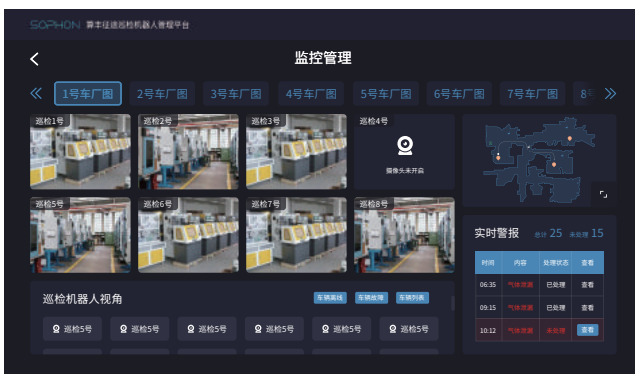 SOPHON 算丰征途巡检机器人管理平台
监控管理
1号车厂图 2号车厂图 3号车厂图 4号车厂图 5号车厂图 6号车厂图 7号车厂图 8号
巡检1号 巡检2号 巡检3号 巡检4号
摄像头未开启
巡检5号 巡检6号 巡检7号 巡检8号
实时警报 总计 25 未处理 15
时间 内容 处理状态 查看
06:35 气体泄漏 已处理 查看
09:15 气体泄漏 已处理 查看
10:12 气体泄漏 未处理 查看
巡检机器人视角 车辆离线 车辆故障 车辆列表
巡检5号 巡检5号 巡检5号 巡检5号 巡检5号 巡检5号